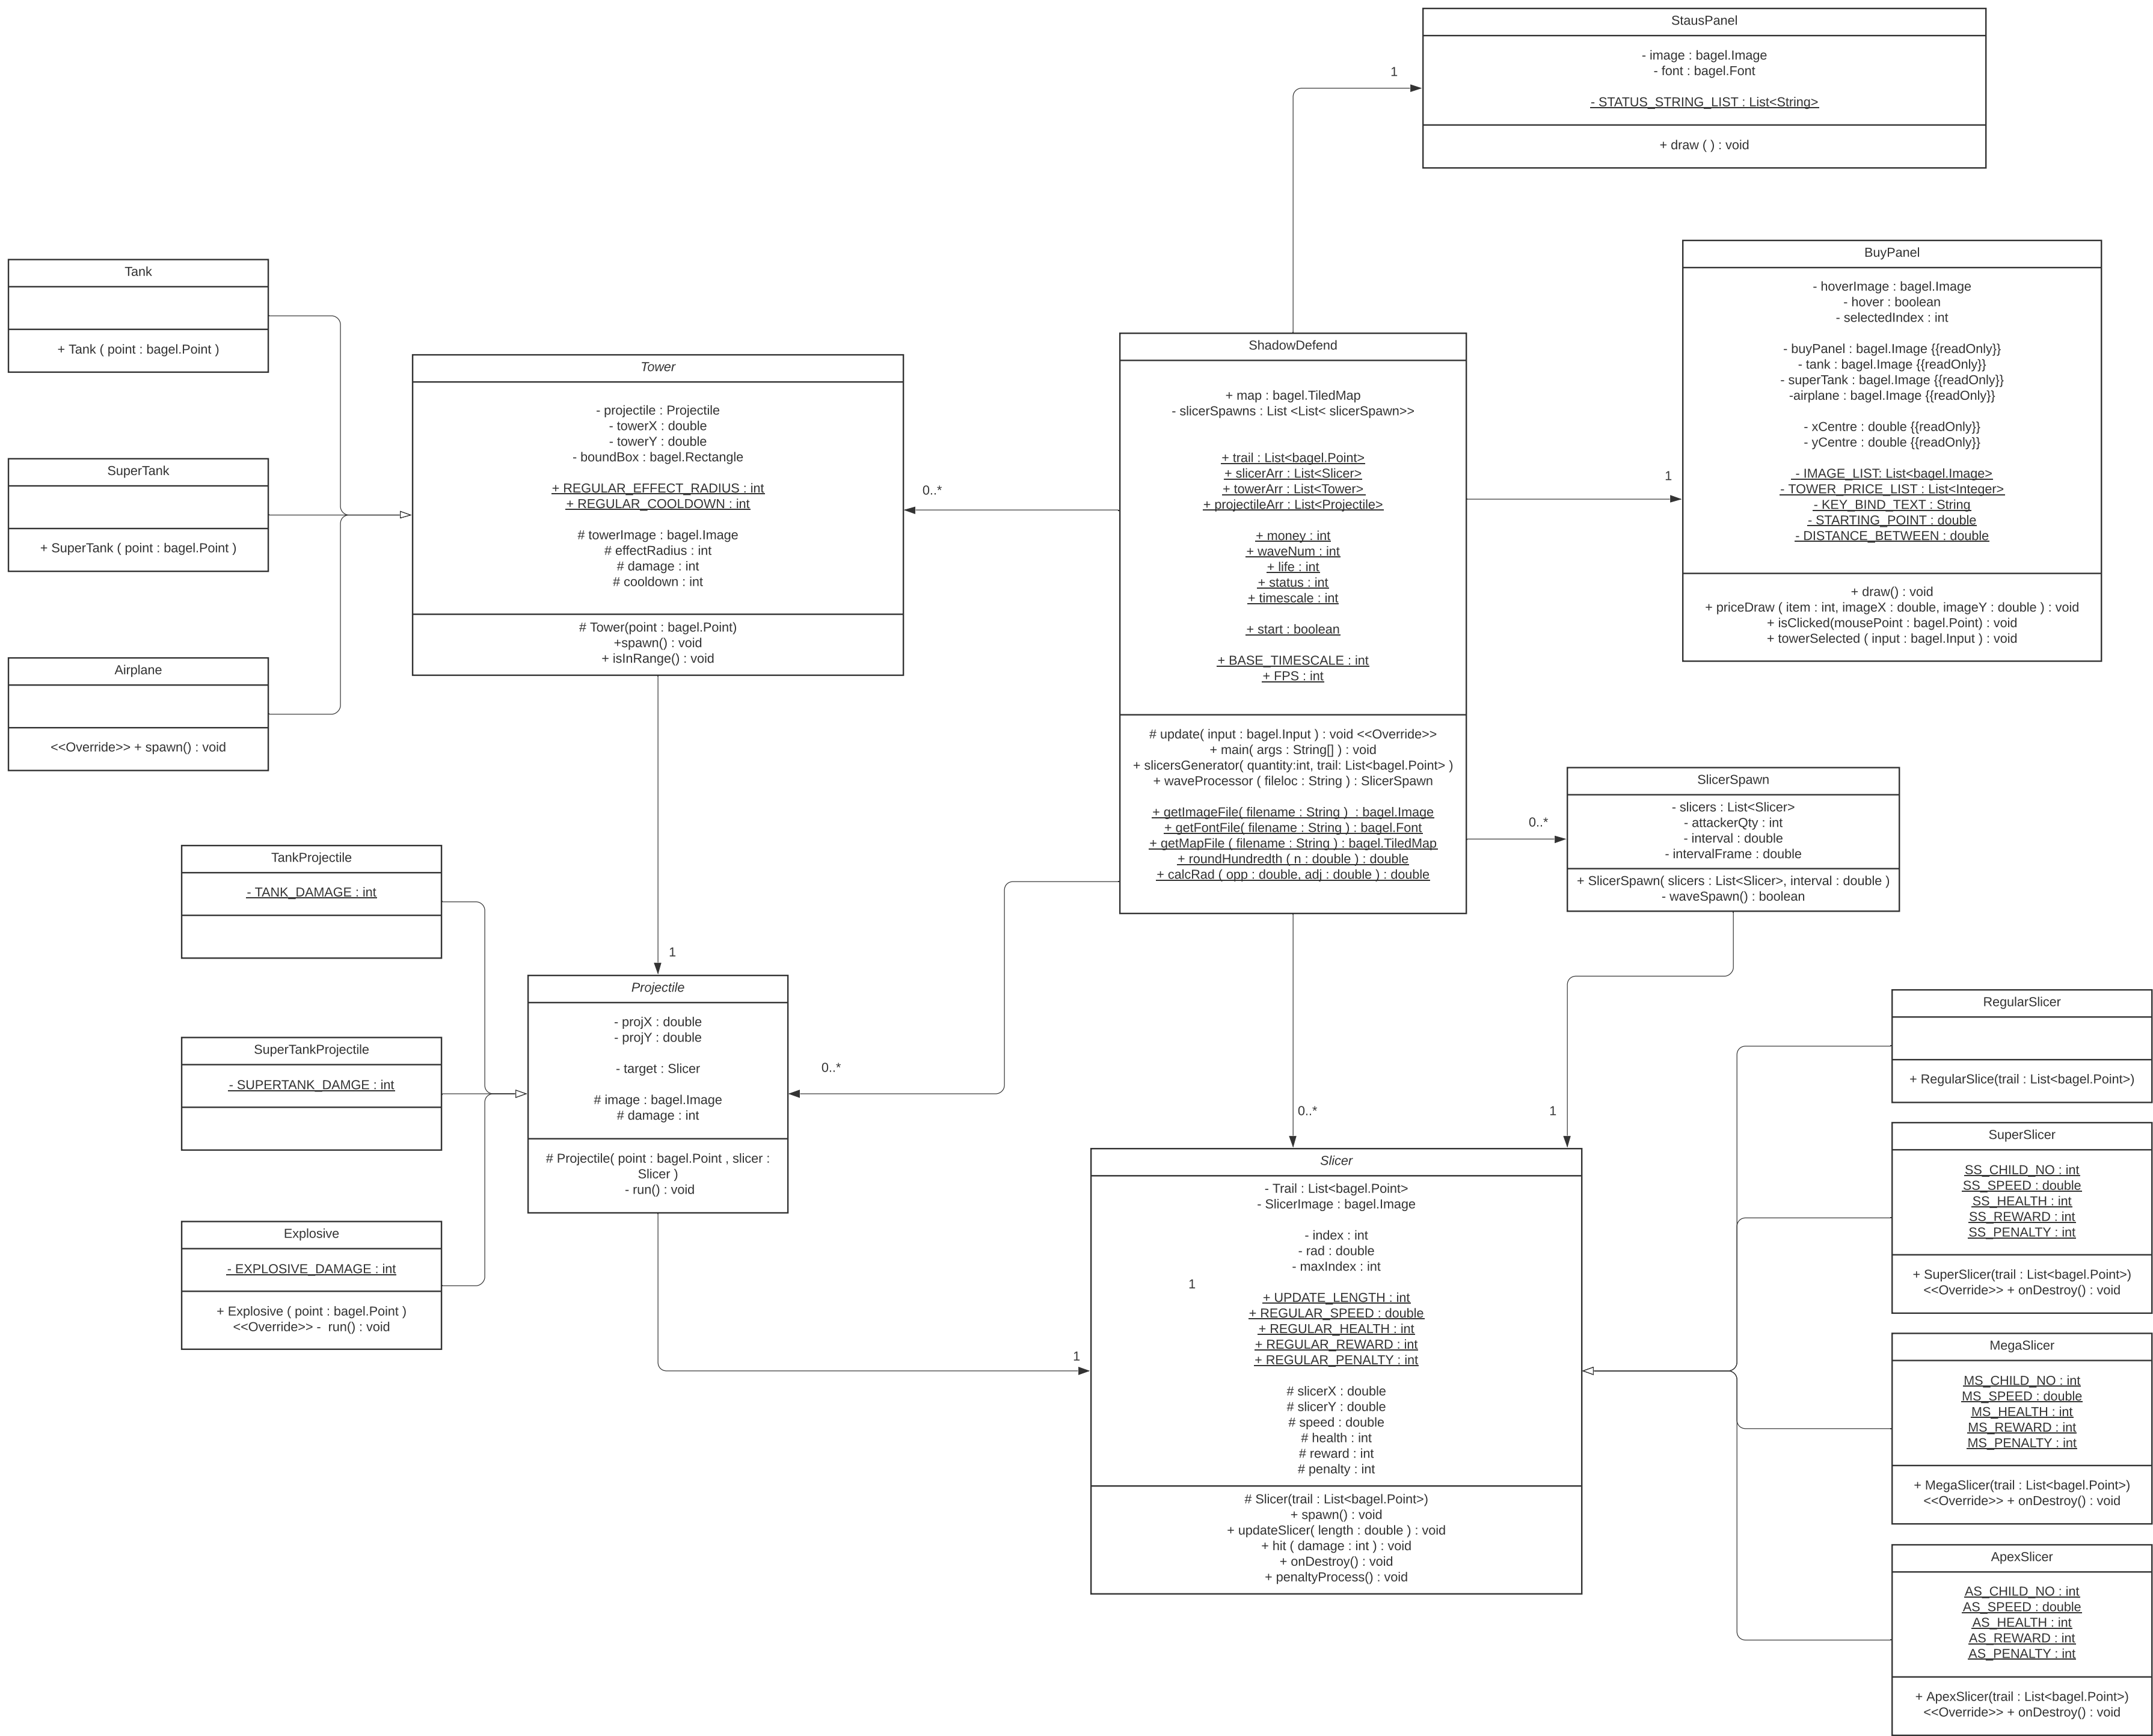 StausPanel
- image : bagel.Image
- font : bagel.Font
- STATUS_STRING_LIST : List<String>
+ draw ( ) : void
1
BuyPanel
- hoverImage : bagel.Image
- hover : boolean
- selectedIndex : int
- buyPanel : bagel.Image {{readOnly}}
- tank : bagel.Image {{readOnly}}
- superTank : bagel.Image {{readOnly}}
-airplane : bagel.Image {{readOnly}}
- xCentre : double {{readOnly}}
- yCentre : double {{readOnly}}
- IMAGE_LIST: List<bagel.Image>
- TOWER_PRICE_LIST : List<Integer>
- KEY_BIND_TEXT : String
- STARTING_POINT : double
- DISTANCE_BETWEEN : double
+ draw() : void
+ priceDraw ( item : int, imageX : double, imageY : double ) : void
+ isClicked(mousePoint : bagel.Point) : void
+ towerSelected ( input : bagel.Input ) : void
1
Tank
+ Tank ( point : bagel.Point )
SuperTank
+ SuperTank ( point : bagel.Point )
Airplane
<<Override>> + spawn() : void
Tower
- projectile : Projectile
- towerX : double
- towerY : double
- boundBox : bagel.Rectangle
+ REGULAR_EFFECT_RADIUS : int
+ REGULAR_COOLDOWN : int
# towerImage : bagel.Image
# effectRadius : int
# damage : int
# cooldown : int
# Tower(point : bagel.Point)
+spawn() : void
+ isInRange() : void
0..*
ShadowDefend
+ map : bagel.TiledMap
- slicerSpawns : List <List< slicerSpawn>>
+ trail : List<bagel.Point>
+ slicerArr : List<Slicer>
+ towerArr : List<Tower>
+ projectileArr : List<Projectile>
+ money : int
+ waveNum : int
+ life : int
+ status : int
+ timescale : int
+ start : boolean
+ BASE_TIMESCALE : int
+ FPS : int
# update( input : bagel.Input ) : void <<Override>>
+ main( args : String[] ) : void
+ slicersGenerator( quantity:int, trail: List<bagel.Point> )
+ waveProcessor ( fileloc : String ) : SlicerSpawn
+ getImageFile( filename : String )  : bagel.Image
+ getFontFile( filename : String ) : bagel.Font
+ getMapFile ( filename : String ) : bagel.TiledMap
+ roundHundredth ( n : double ) : double
+ calcRad ( opp : double, adj : double ) : double
0..*
SlicerSpawn
- slicers : List<Slicer>
- attackerQty : int
- interval : double
- intervalFrame : double
+ SlicerSpawn( slicers : List<Slicer>, interval : double )
- waveSpawn() : boolean
TankProjectile
- TANK_DAMAGE : int
SuperTankProjectile
- SUPERTANK_DAMGE : int
Explosive
- EXPLOSIVE_DAMAGE : int
+ Explosive ( point : bagel.Point )
<<Override>> -  run() : void
1
Projectile
- projX : double
- projY : double
- target : Slicer
# image : bagel.Image
# damage : int
# Projectile( point : bagel.Point , slicer :
Slicer )
- run() : void
0..*
0..*
1
1
Slicer
- Trail : List<bagel.Point>
- SlicerImage : bagel.Image
- index : int
- rad : double
- maxIndex : int
1
+ UPDATE_LENGTH : int
+ REGULAR_SPEED : double
+ REGULAR_HEALTH : int
+ REGULAR_REWARD : int
+ REGULAR_PENALTY : int
# slicerX : double
# slicerY : double
# speed : double
# health : int
# reward : int
# penalty : int
# Slicer(trail : List<bagel.Point>)
+ spawn() : void
+ updateSlicer( length : double ) : void
+ hit ( damage : int ) : void
+ onDestroy() : void
+ penaltyProcess() : void
RegularSlicer
+ RegularSlice(trail : List<bagel.Point>)
SuperSlicer
SS_CHILD_NO : int
SS_SPEED : double
SS_HEALTH : int
SS_REWARD : int
SS_PENALTY : int
+ SuperSlicer(trail : List<bagel.Point>)
<<Override>> + onDestroy() : void
MegaSlicer
MS_CHILD_NO : int
MS_SPEED : double
MS_HEALTH : int
MS_REWARD : int
MS_PENALTY : int
+ MegaSlicer(trail : List<bagel.Point>)
<<Override>> + onDestroy() : void
ApexSlicer
AS_CHILD_NO : int
AS_SPEED : double
AS_HEALTH : int
AS_REWARD : int
AS_PENALTY : int
+ ApexSlicer(trail : List<bagel.Point>)
<<Override>> + onDestroy() : void